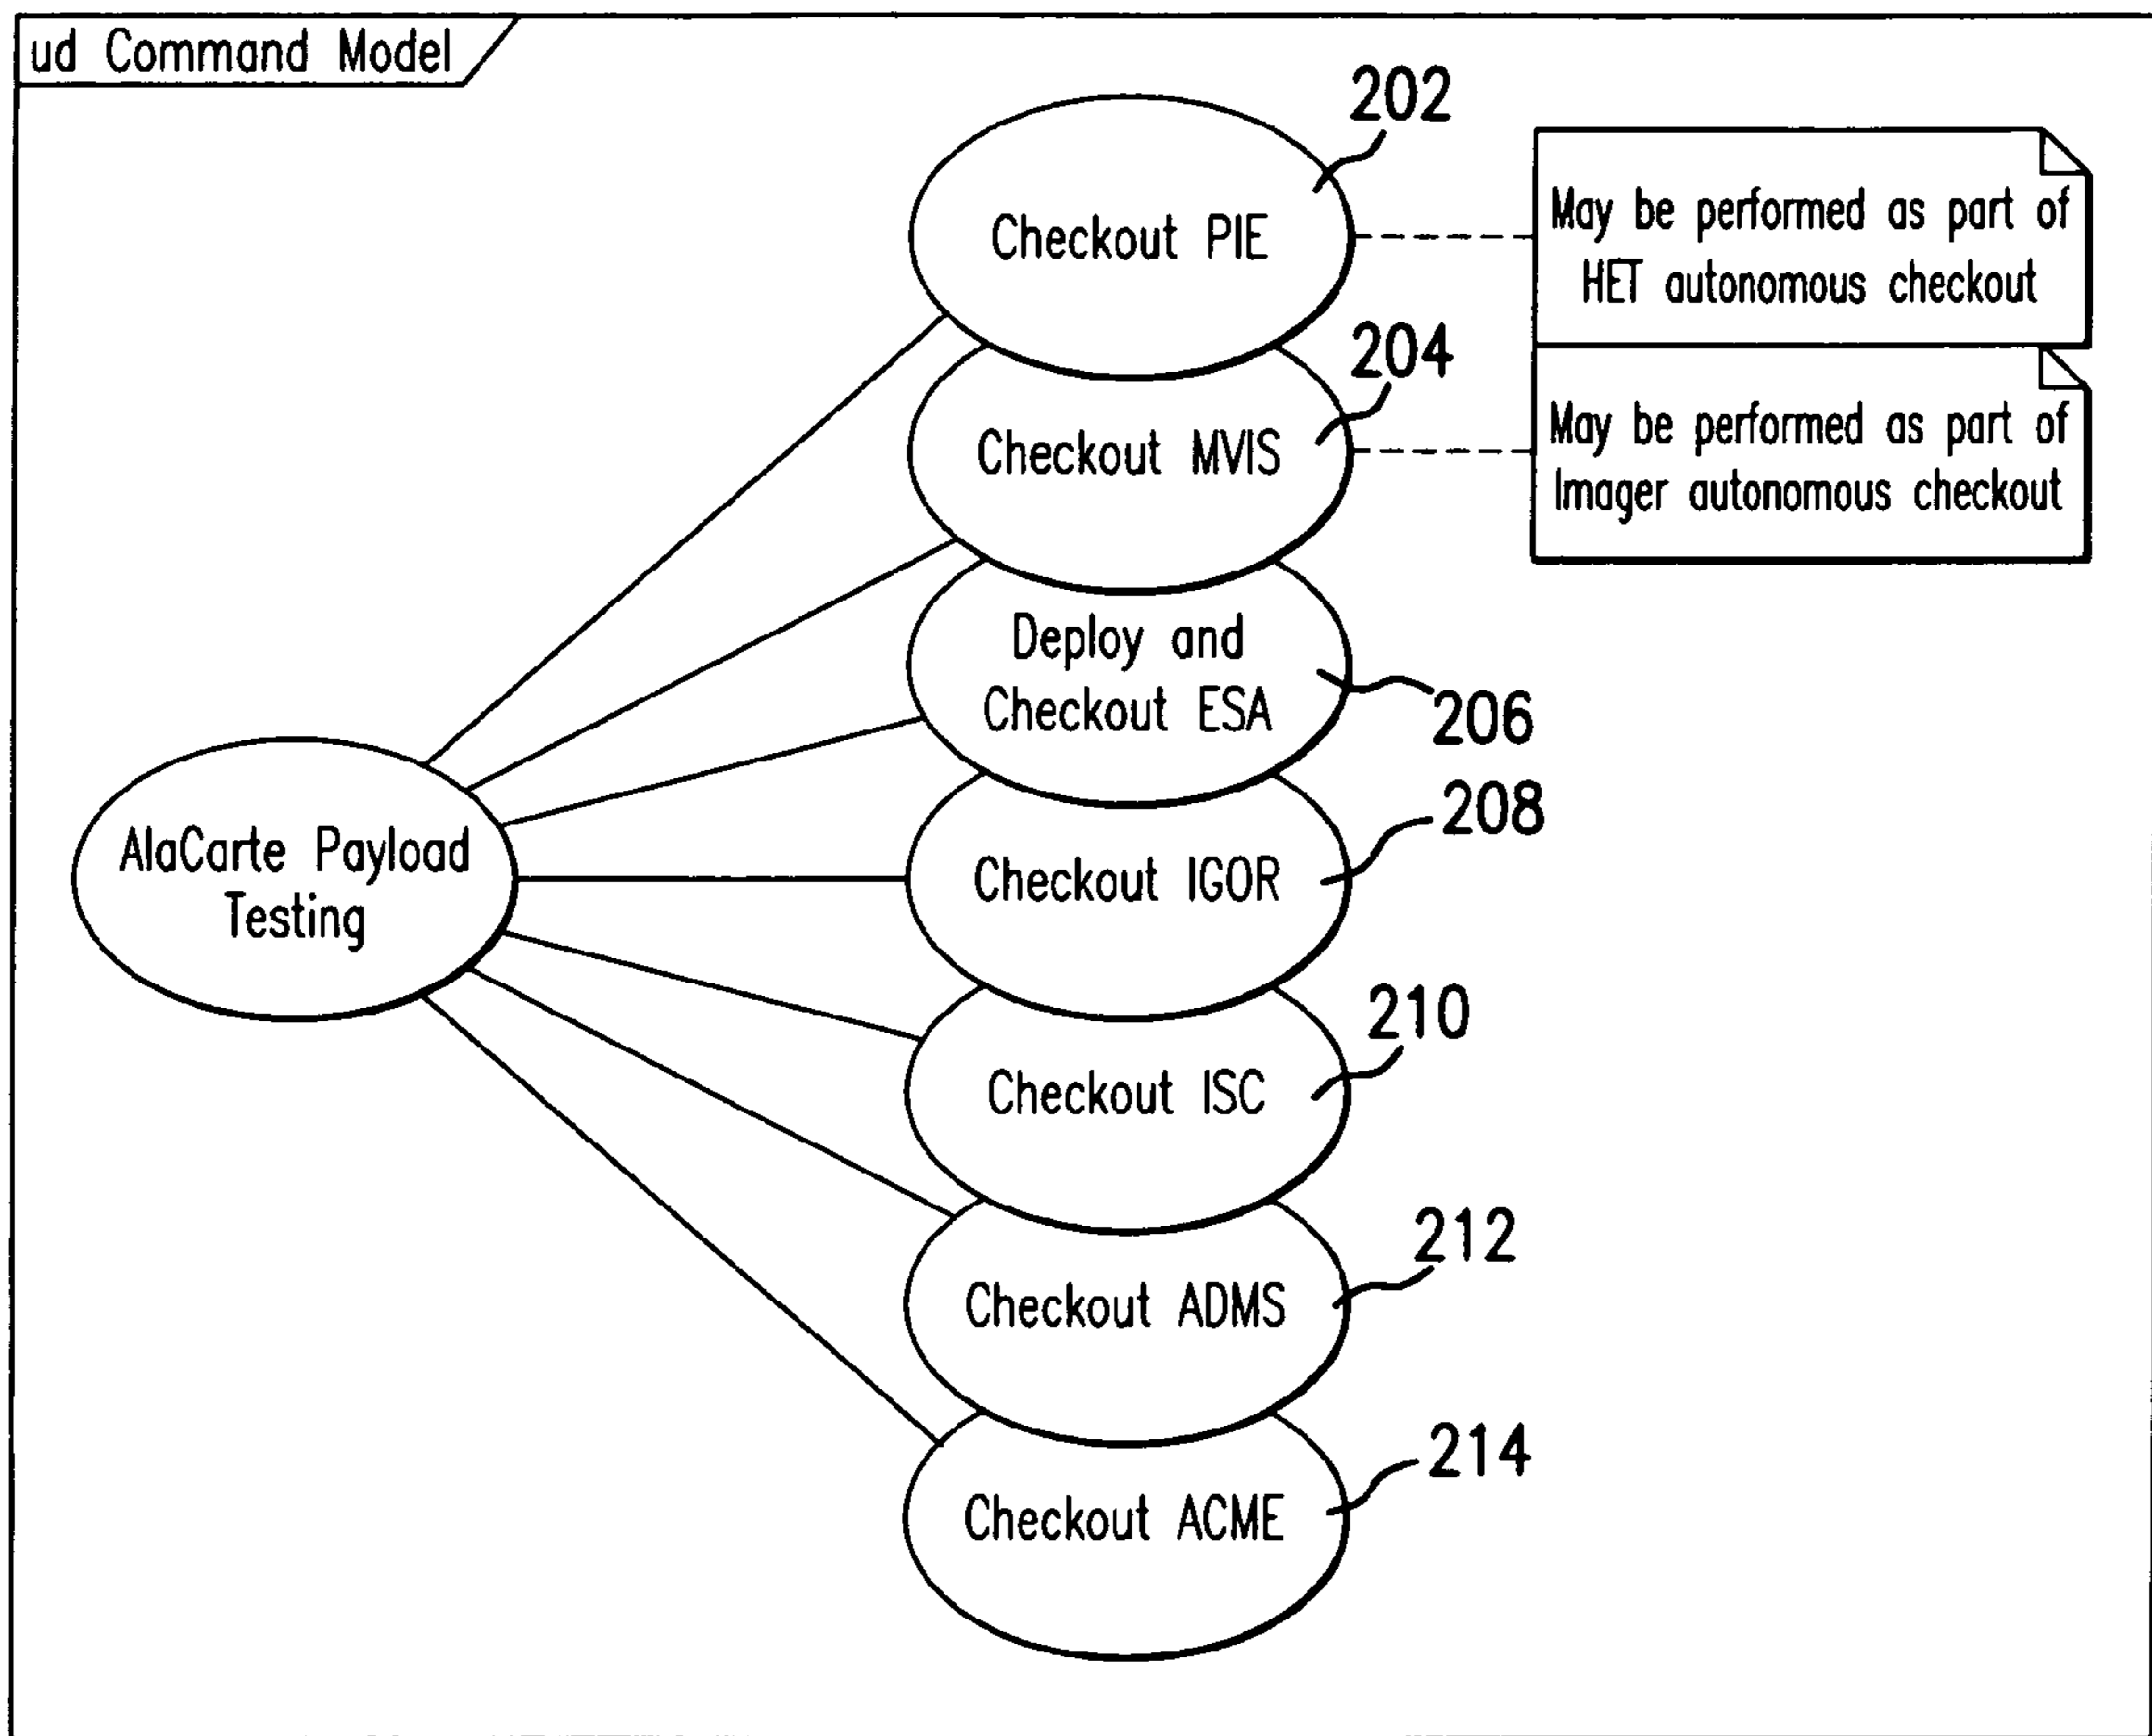 ud Command Model
202
Checkout PIE
May be performed as part of
HET autonomous checkout
204
Checkout MVIS
May be performed as part of
Imager autonomous checkout
Deploy and
Checkout ESA
206
208
AlaCarte Payload
Testing
Checkout IGOR
210
Checkout ISC
212
Checkout ADMS
214
Checkout ACME